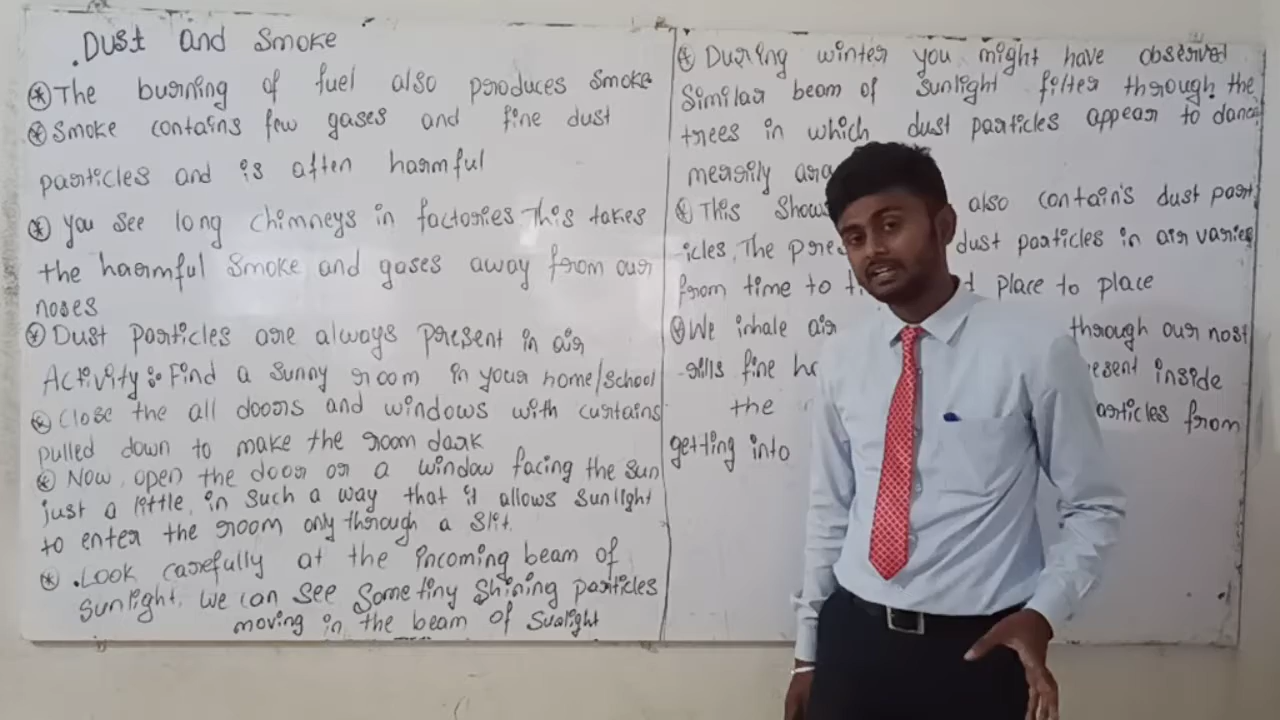 .Dust and Smoke
* The burning of fuel also produces smoke
* Smoke contains few gases and fine dust
particles and is often harmful
* You see long chimneys in factories. This takes
the harmful smoke and gases away from our
noses
* Dust particles are always present in air
Activity: Find a sunny room in your home/school
* Close the all doors and windows with curtains
pulled down to make the room dark
* Now, open the door or a window facing the sun
just a little, in such a way that it allows sunlight
to enter the room only through a slit.
* .Look carefully at the incoming beam of
sunlight. We can see some tiny shining particles
moving in the beam of sunlight
* During winter you might have observed
Similar beam of sunlight filter through the
trees in which dust particles appear to dance
merrily
* This also contain's dust part
icles, The dust particles in air varies
from time to place to place
* We inhale air through our nost
-rills fine inside
the from
getting into